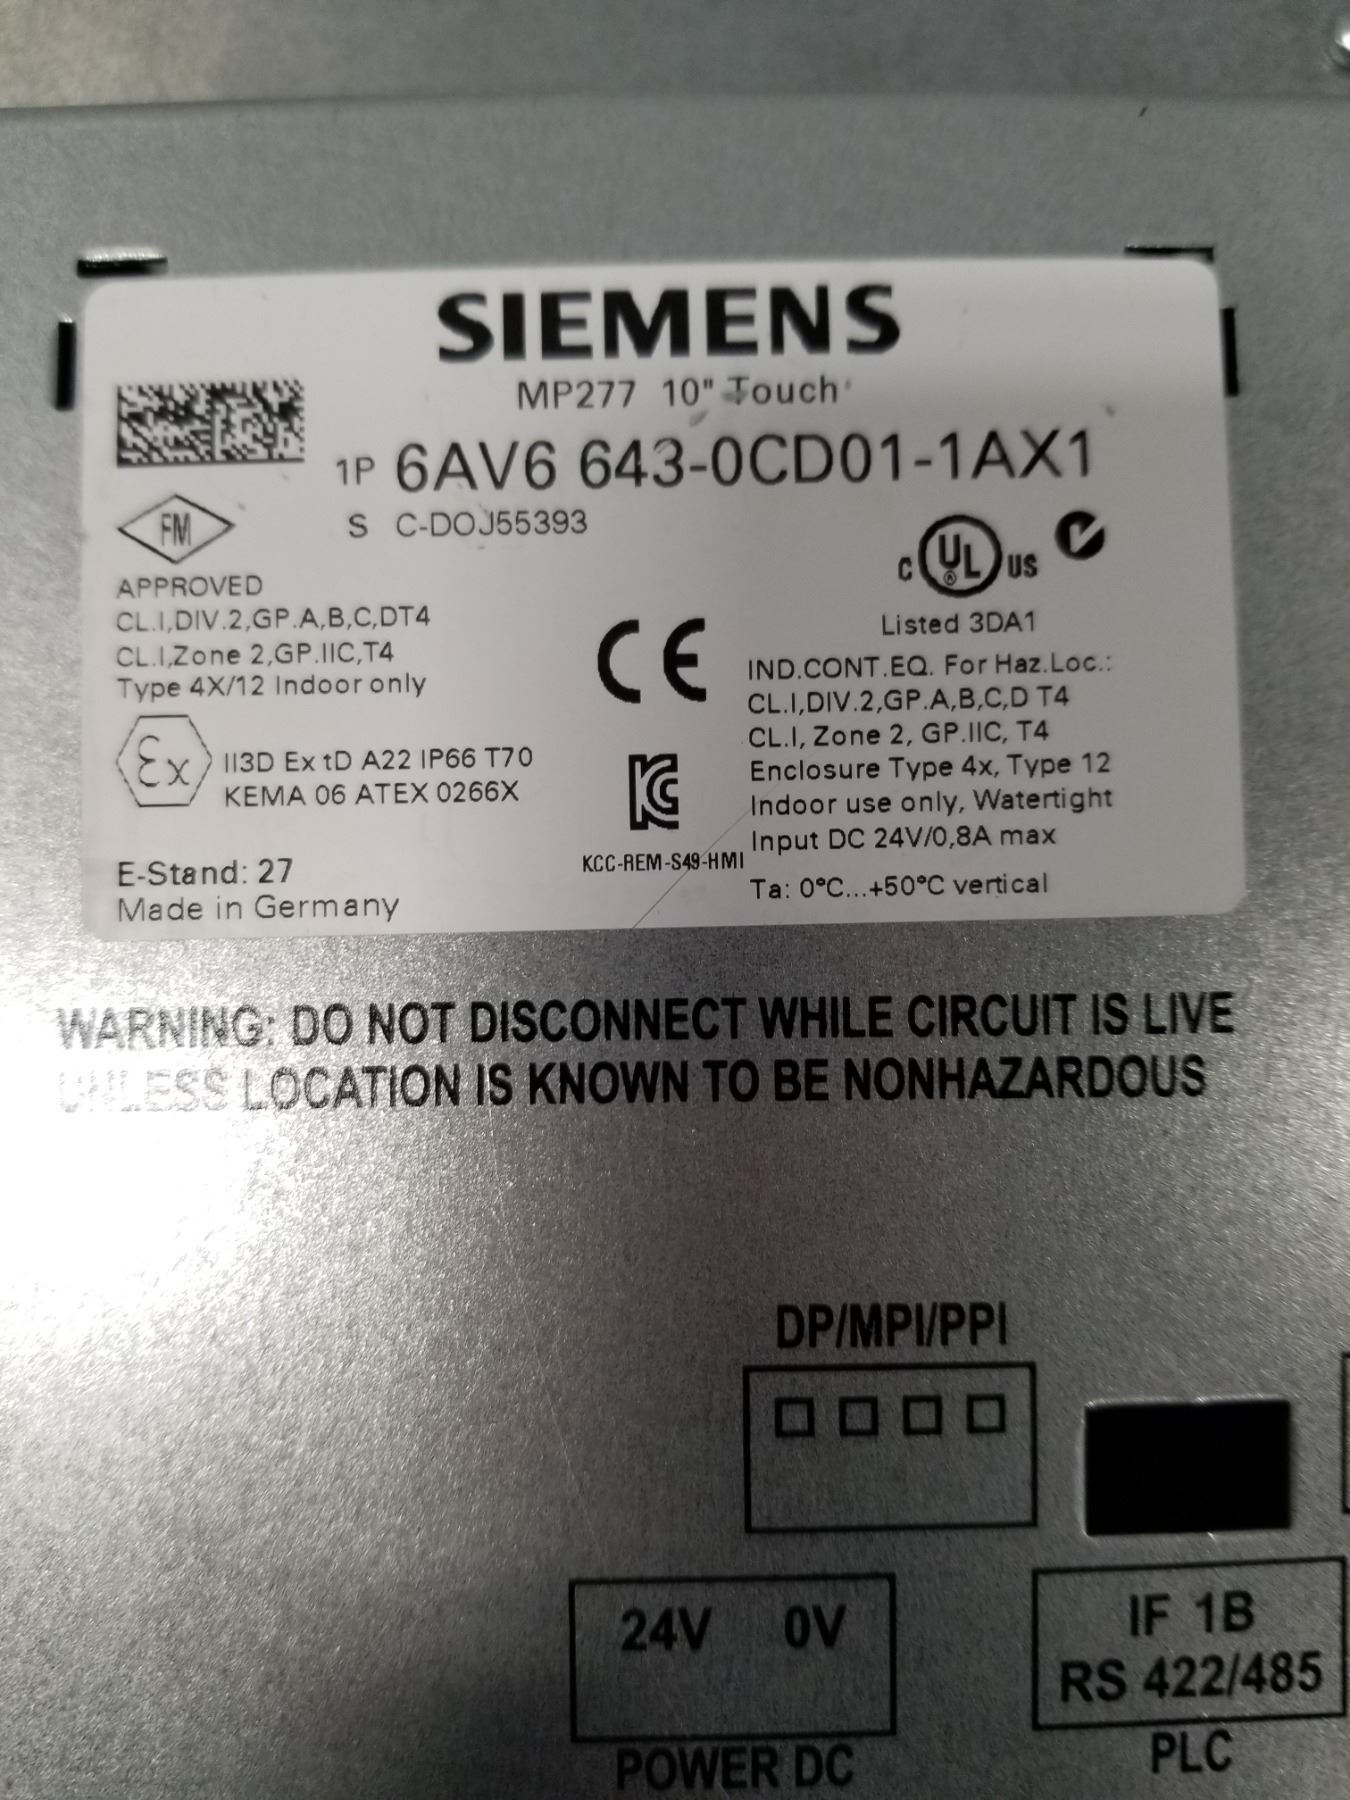 SIEMENS
MP277 10" Touch
1P 6AV6 643-0CD01-1AX1
S C-DOJ55393
FM
APPROVED
CL.I,DIV.2,GP.A,B,C,DT4
CL.I,Zone 2,GP.IIC,T4
Type 4X/12 Indoor only
Ex
II3D Ex tD A22 IP66 T70
KEMA 06 ATEX 0266X
E-Stand: 27
Made in Germany
CE
KC
KCC-REM-S49-HMI
C UL ® US
Listed 3DA1
IND.CONT.EQ. For Haz.Loc.:
CL.I,DIV.2,GP.A,B,C,D T4
CL.I, Zone 2, GP.IIC, T4
Enclosure Type 4x, Type 12
Indoor use only, Watertight
Input DC 24V/0,8A max
Ta: 0°C...+50°C vertical
WARNING: DO NOT DISCONNECT WHILE CIRCUIT IS LIVE
UNLESS LOCATION IS KNOWN TO BE NONHAZARDOUS
DP/MPI/PPI
24V 0V
POWER DC
IF 1B
RS 422/485
PLC